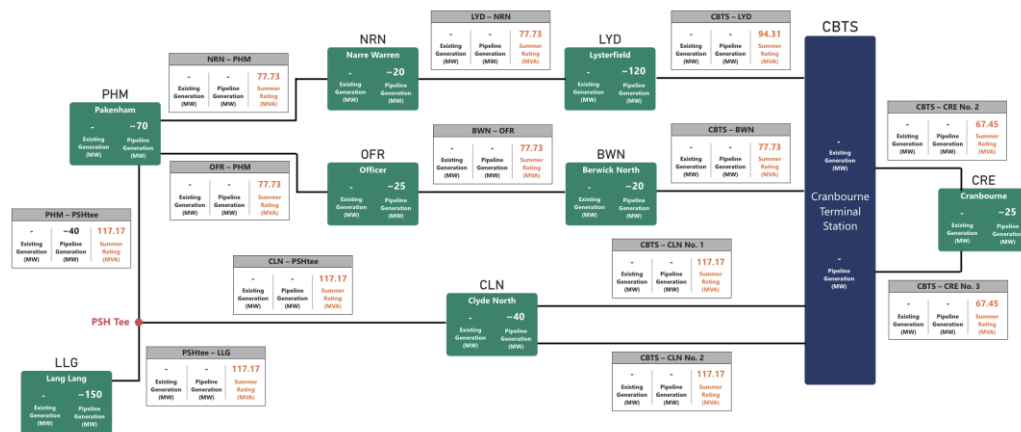 CBTS
NRN
Narre Warren
-
Existing
Generation
(MW)
~20
Pipeline
Generation
(MW)
LYD – NRN
-
Existing
Generation
(MW)
-
Pipeline
Generation
(MW)
77.73
Summer
Rating
(MVA)
LYD
Lysterfield
-
Existing
Generation
(MW)
~120
Pipeline
Generation
(MW)
CBTS – LYD
-
Existing
Generation
(MW)
-
Pipeline
Generation
(MW)
94.31
Summer
Rating
(MVA)
NRN – PHM
-
Existing
Generation
(MW)
-
Pipeline
Generation
(MW)
77.73
Summer
Rating
(MVA)
PHM
Pakenham
-
Existing
Generation
(MW)
~70
Pipeline
Generation
(MW)
OFR – PHM
-
Existing
Generation
(MW)
-
Pipeline
Generation
(MW)
77.73
Summer
Rating
(MVA)
OFR
Officer
-
Existing
Generation
(MW)
~25
Pipeline
Generation
(MW)
BWN – OFR
-
Existing
Generation
(MW)
-
Pipeline
Generation
(MW)
77.73
Summer
Rating
(MVA)
BWN
Berwick North
-
Existing
Generation
(MW)
~20
Pipeline
Generation
(MW)
CBTS – BWN
-
Existing
Generation
(MW)
-
Pipeline
Generation
(MW)
77.73
Summer
Rating
(MVA)
-
Existing
Generation
(MW)
Cranbourne
Terminal
Station
-
Pipeline
Generation
(MW)
CBTS – CRE No. 2
-
Existing
Generation
(MW)
-
Pipeline
Generation
(MW)
67.45
Summer
Rating
(MVA)
CRE
Cranbourne
-
Existing
Generation
(MW)
~25
Pipeline
Generation
(MW)
CBTS – CRE No. 3
-
Existing
Generation
(MW)
-
Pipeline
Generation
(MW)
67.45
Summer
Rating
(MVA)
PHM – PSHtee
-
Existing
Generation
(MW)
~40
Pipeline
Generation
(MW)
117.17
Summer
Rating
(MVA)
CLN – PSHtee
-
Existing
Generation
(MW)
-
Pipeline
Generation
(MW)
117.17
Summer
Rating
(MVA)
CLN
Clyde North
-
Existing
Generation
(MW)
~40
Pipeline
Generation
(MW)
CBTS – CLN No. 1
-
Existing
Generation
(MW)
-
Pipeline
Generation
(MW)
117.17
Summer
Rating
(MVA)
CBTS – CLN No. 2
-
Existing
Generation
(MW)
-
Pipeline
Generation
(MW)
117.17
Summer
Rating
(MVA)
PSH Tee
PSHtee – LLG
-
Existing
Generation
(MW)
-
Pipeline
Generation
(MW)
117.17
Summer
Rating
(MVA)
LLG
Lang Lang
-
Existing
Generation
(MW)
~150
Pipeline
Generation
(MW)